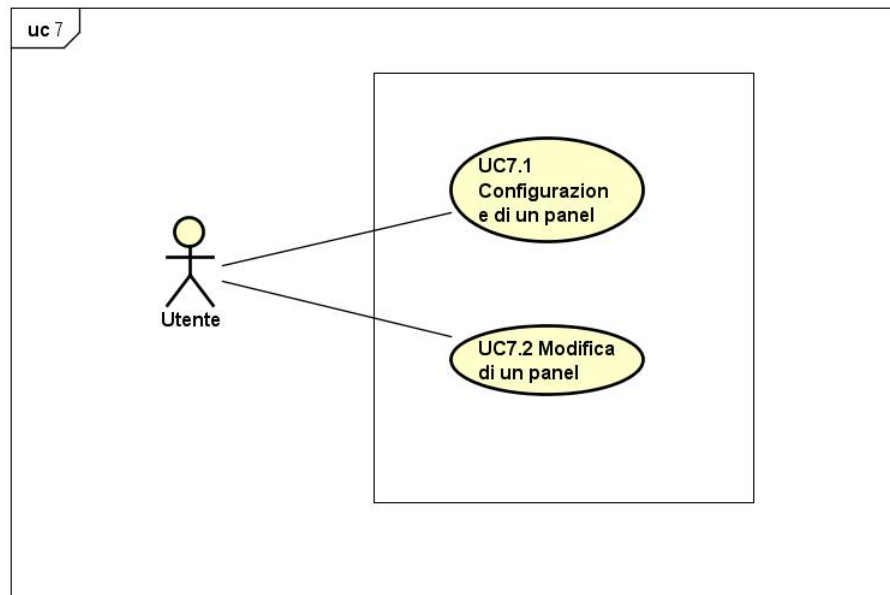 uc 7
UC7.1
Configurazion
e di un panel
Utente
UC7.2 Modifica
di un panel